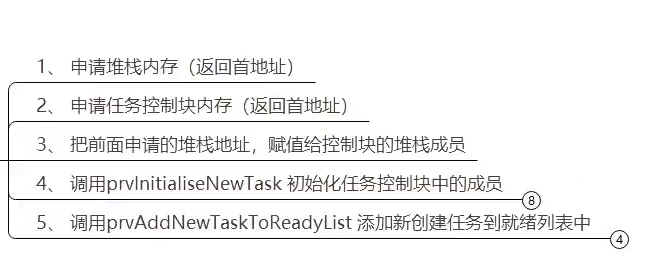 1、 申请堆栈内存（返回首地址）
2、 申请任务控制块内存（返回首地址）
3、 把前面申请的堆栈地址，赋值给控制块的堆栈成员
4、 调用prvInitialiseNewTask 初始化任务控制块中的成员
8
5、 调用prvAddNewTaskToReadyList 添加新创建任务到就绪列表中
4